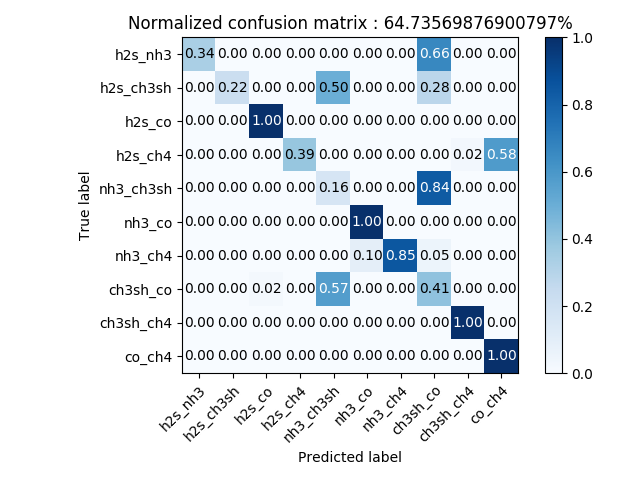 Normalized confusion matrix : 64.73569876900797%
h2s_nh3 0.34 0.00 0.00 0.00 0.00 0.00 0.00 0.66 0.00 0.00
h2s_ch3sh 0.00 0.22 0.00 0.00 0.50 0.00 0.00 0.28 0.00 0.00
h2s_co 0.00 0.00 1.00 0.00 0.00 0.00 0.00 0.00 0.00 0.00
h2s_ch4 0.00 0.00 0.00 0.39 0.00 0.00 0.00 0.00 0.02 0.58
nh3_ch3sh 0.00 0.00 0.00 0.00 0.16 0.00 0.00 0.84 0.00 0.00
nh3_co 0.00 0.00 0.00 0.00 0.00 1.00 0.00 0.00 0.00 0.00
nh3_ch4 0.00 0.00 0.00 0.00 0.00 0.10 0.85 0.05 0.00 0.00
ch3sh_co 0.00 0.00 0.02 0.00 0.57 0.00 0.00 0.41 0.00 0.00
ch3sh_ch4 0.00 0.00 0.00 0.00 0.00 0.00 0.00 0.00 1.00 0.00
co_ch4 0.00 0.00 0.00 0.00 0.00 0.00 0.00 0.00 0.00 1.00
h2s_nh3 h2s_ch3sh h2s_co h2s_ch4 nh3_ch3sh nh3_co nh3_ch4 ch3sh_co ch3sh_ch4 co_ch4
Predicted label
True label
1.0
0.8
0.6
0.4
0.2
0.0